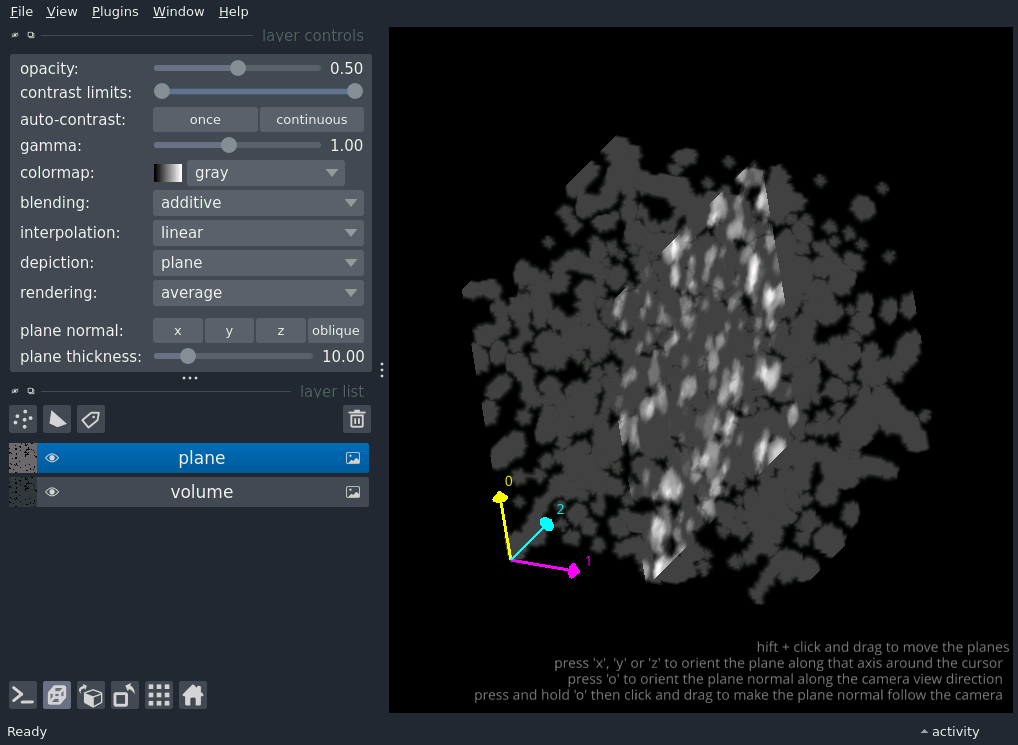 File View Plugins Window Help
layer controls
opacity: 0.50
contrast limits:
auto-contrast: once continuous
gamma: 1.00
colormap: gray
blending: additive
interpolation: linear
depiction: plane
rendering: average
plane normal: x y z oblique
plane thickness: 10.00
layer list
plane
volume
0
2
1
hift + click and drag to move the planes
press 'x', 'y' or 'z' to orient the plane along that axis around the cursor
press 'o' to orient the plane normal along the camera view direction
press and hold 'o' then click and drag to make the plane normal follow the camera
Ready activity